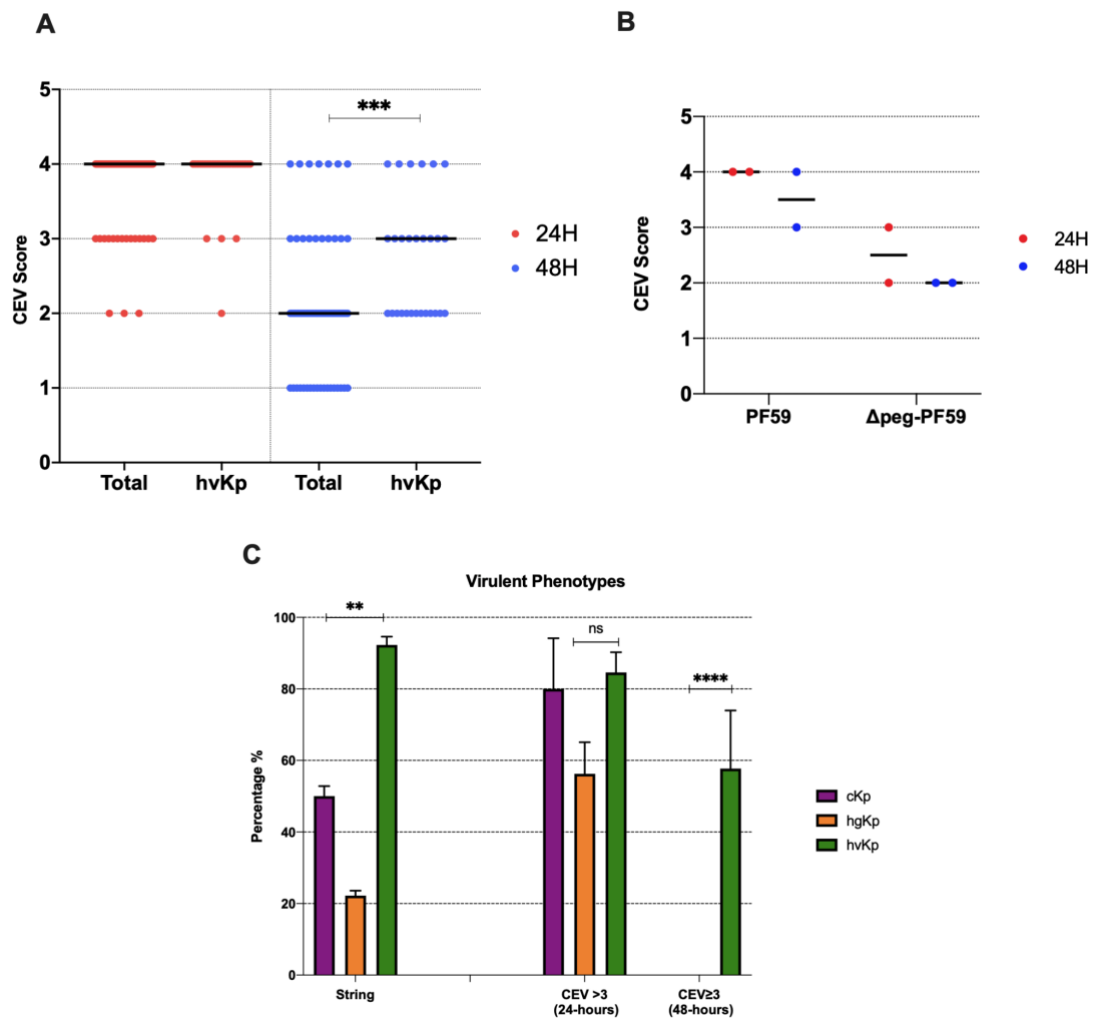 A
5
4
3
2
1
0
CEV Score
***
Total
hvKp
Total
hvKp
24H
48H
B
5
4
3
2
1
0
CEV Score
PF59
Δpeg-PF59
24H
48H
C
Virulent Phenotypes
100
80
60
40
20
0
Percentage %
**
ns
****
String
CEV >3
(24-hours)
CEV≥3
(48-hours)
cKp
hgKp
hvKp